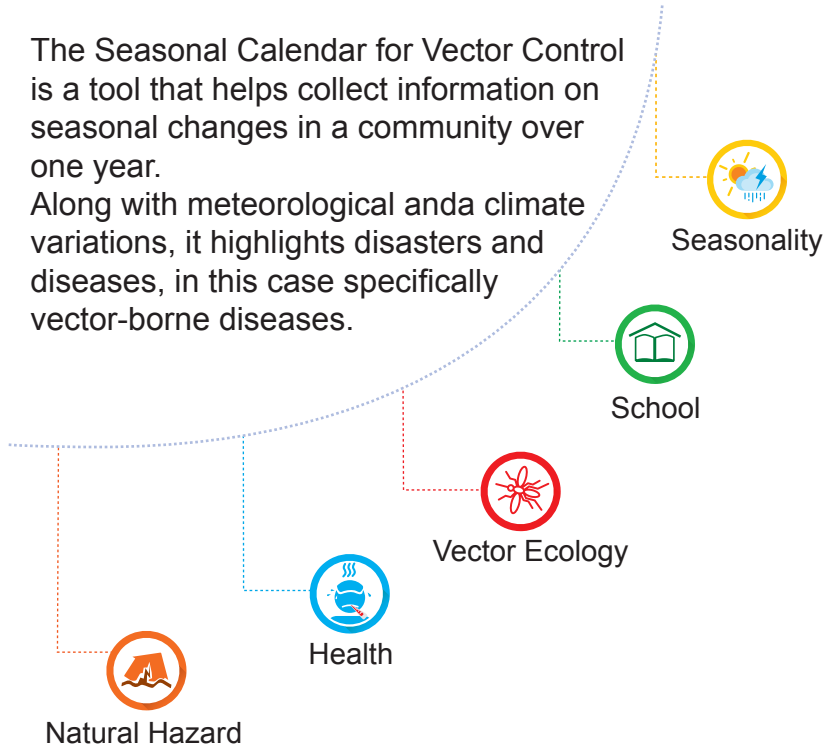 The Seasonal Calendar for Vector Control
is a tool that helps collect information on
seasonal changes in a community over
one year.
Along with meteorological anda climate
variations, it highlights disasters and
diseases, in this case specifically
vector-borne diseases.
Seasonality
School
Vector Ecology
Health
Natural Hazard